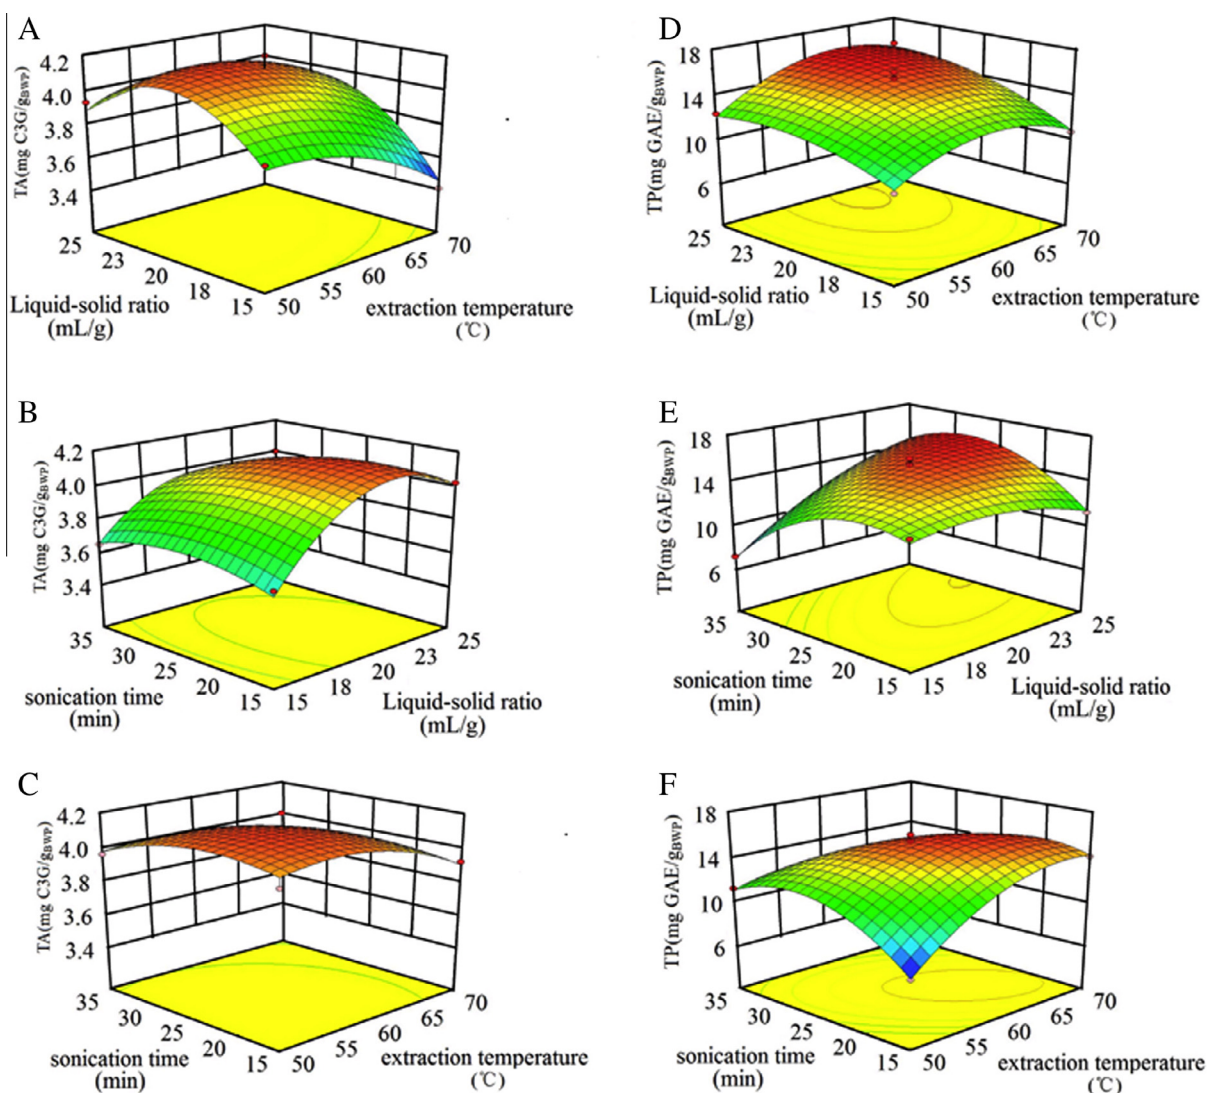 A
TA(mg C3G/gBWP)
4.2
4.0
3.8
3.6
3.4
25
23
20
18
15
50
55
60
65
70
Liquid-solid ratio
(mL/g)
extraction temperature
(℃)
D
TP(mg GAE/gBWP)
18
14
10
6
25
23
20
18
15
50
55
60
65
70
Liquid-solid ratio
(mL/g)
extraction temperature
(℃)
B
TA(mg C3G/gBWP)
4.2
4.0
3.8
3.6
3.4
35
30
25
20
15
15
18
20
23
25
sonication time
(min)
Liquid-solid ratio
(mL/g)
E
TP(mg GAE/gBWP)
18
14
10
6
35
30
25
20
15
15
18
20
23
25
sonication time
(min)
Liquid-solid ratio
(mL/g)
C
TA(mg C3G/gBWP)
4.2
4.0
3.8
3.6
3.4
35
30
25
20
15
50
55
60
65
70
sonication time
(min)
extraction temperature
(℃)
F
TP(mg GAE/gBWP)
18
14
10
6
35
30
25
20
15
50
55
60
65
70
sonication time
(min)
extraction temperature
(℃)